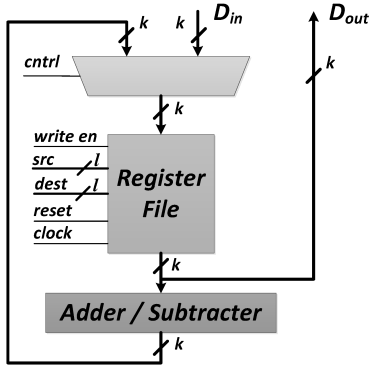 k
k
D_in
D_out
cntrl
k
k
write en
src
l
dest
l
reset
clock
Register
File
k
Adder / Subtracter
k